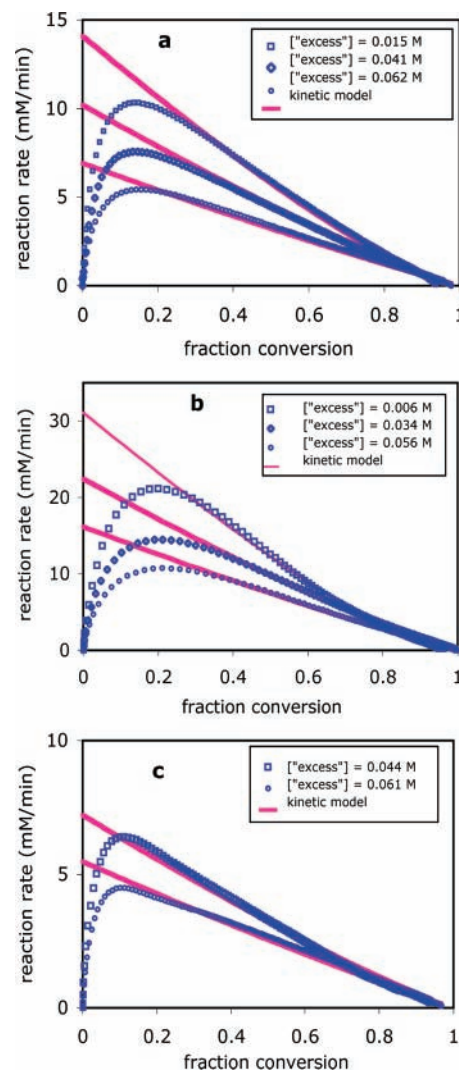 15
a
["excess"] = 0.015 M
["excess"] = 0.041 M
["excess"] = 0.062 M
kinetic model
10
5
0
reaction rate (mM/min)
0 0.2 0.4 0.6 0.8 1
fraction conversion
b
["excess"] = 0.006 M
["excess"] = 0.034 M
["excess"] = 0.056 M
kinetic model
30
20
10
0
reaction rate (mM/min)
0 0.2 0.4 0.6 0.8 1
fraction conversion
10
c
["excess"] = 0.044 M
["excess"] = 0.061 M
kinetic model
5
0
reaction rate (mM/min)
0 0.2 0.4 0.6 0.8 1
fraction conversion